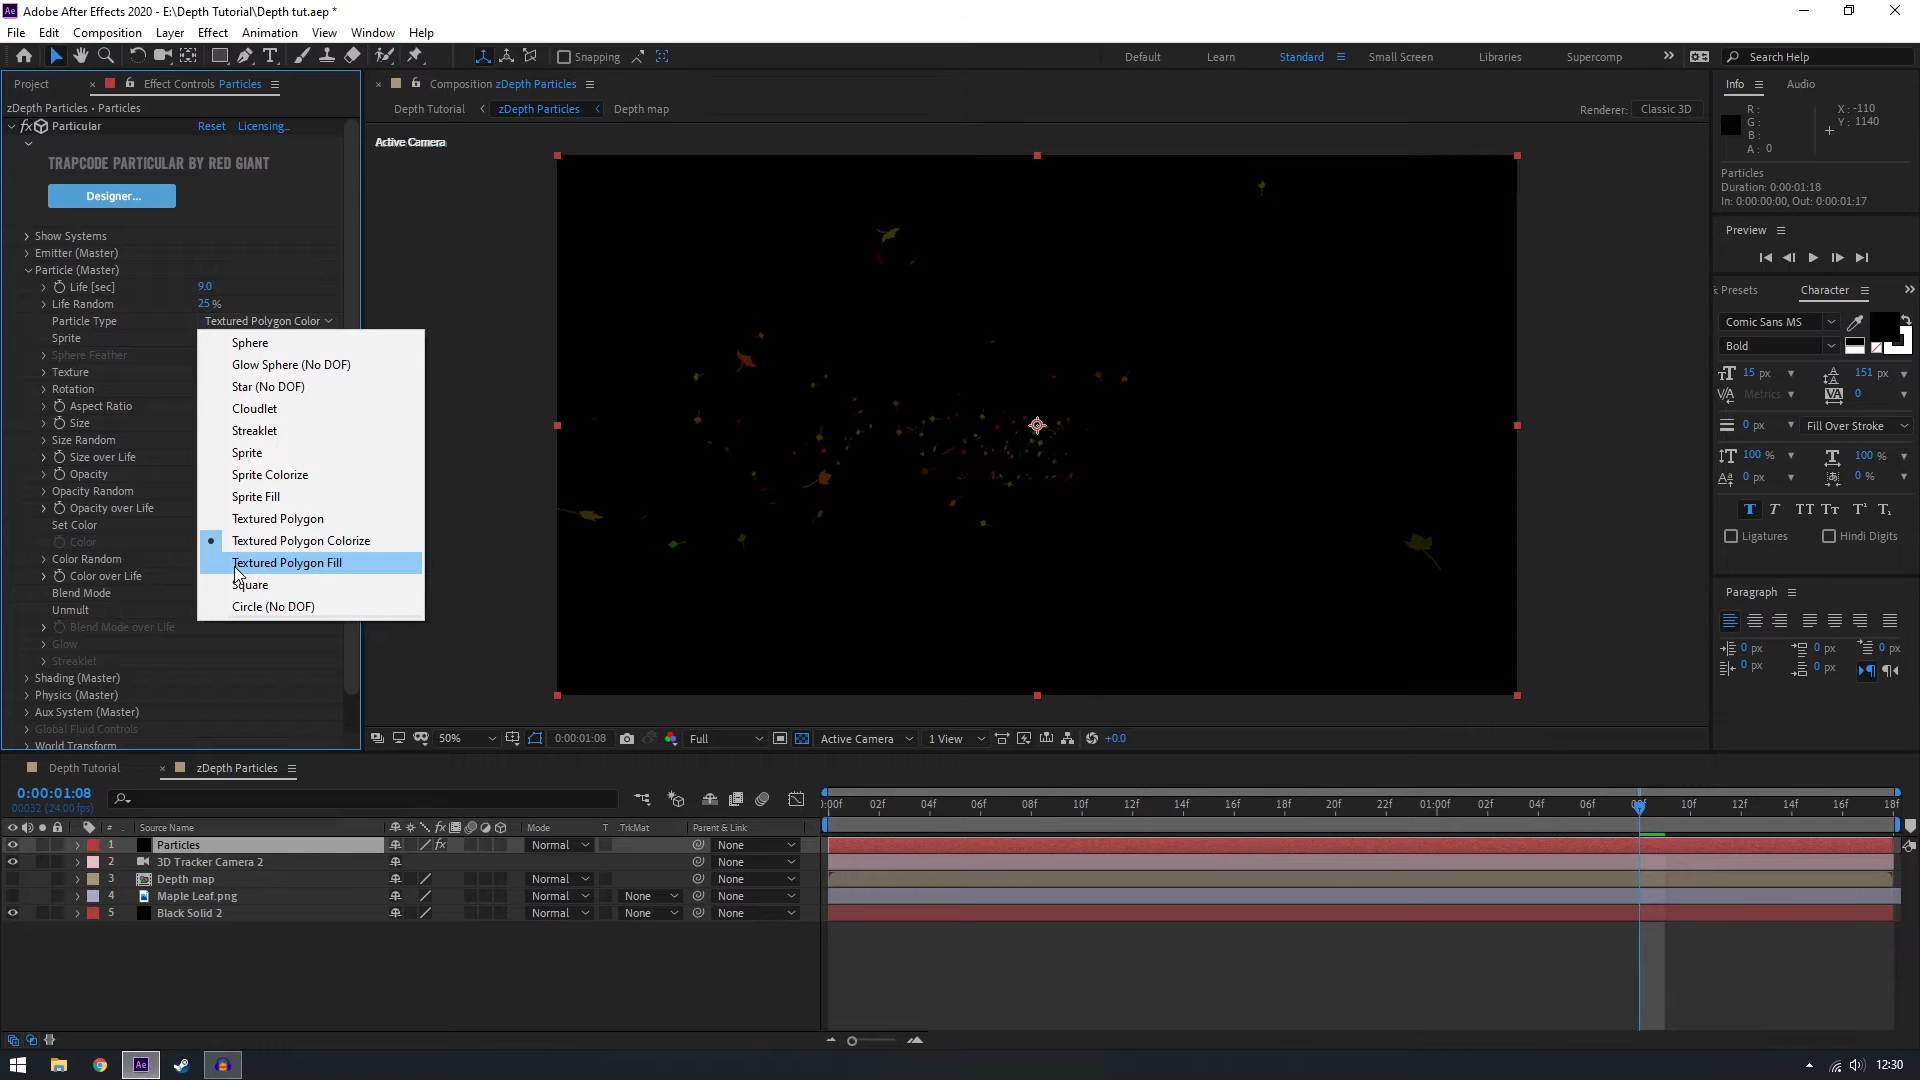 Adobe After Effects 2020 - E:\Depth Tutorial\Depth tut.aep *
File Edit Composition Layer Effect Animation View Window Help
Snapping Default Learn Standard Small Screen Libraries Supercomp Search Help
Project Effect Controls Particles
zDepth Particles • Particles
fx Particular Reset Licensing...
TRAPCODE PARTICULAR BY RED GIANT
Designer...
Show Systems
Emitter (Master)
Particle (Master)
Life [sec] 9.0
Life Random 25 %
Particle Type Textured Polygon Color
Sprite
Sphere Feather
Texture
Rotation
Aspect Ratio
Size
Size Random
Size over Life
Opacity
Opacity Random
Opacity over Life
Set Color
Color
Color Random
Color over Life
Blend Mode
Unmult
Blend Mode over Life
Glow
Streaklet
Shading (Master)
Physics (Master)
Aux System (Master)
Global Fluid Controls
World Transform
Sphere
Glow Sphere (No DOF)
Star (No DOF)
Cloudlet
Streaklet
Sprite
Sprite Colorize
Sprite Fill
Textured Polygon
Textured Polygon Colorize
Textured Polygon Fill
Square
Circle (No DOF)
Composition zDepth Particles
Depth Tutorial zDepth Particles Depth map
Renderer: Classic 3D
Active Camera
50% 0:00:01:08 Full Active Camera 1 View +0.0
Info Audio
R: X: -110
G: Y: 1140
B:
A: 0
Particles
Duration: 0:00:01:18
In: 0:00:00:00, Out: 0:00:01:17
Preview
Presets Character
Comic Sans MS
Bold
15 px 151 px
Metrics 0
0 px Fill Over Stroke
100 % 100 %
0 px 0 %
T T TT Tt T¹ T₁
Ligatures Hindi Digits
Paragraph
0 px 0 px 0 px
0 px 0 px
Depth Tutorial zDepth Particles
0:00:01:08
00032 (24.00 fps)
:00f 02f 04f 06f 08f 10f 12f 14f 16f 18f 20f 22f 01:00f 02f 04f 06f 08f 10f 12f 14f 16f 18f
# Source Name fx Mode T .TrkMat Parent & Link
1 Particles fx Normal None
2 3D Tracker Camera 2 None
3 Depth map Normal None
4 Maple Leaf.png Normal None None
5 Black Solid 2 Normal None None
Ae 12:30